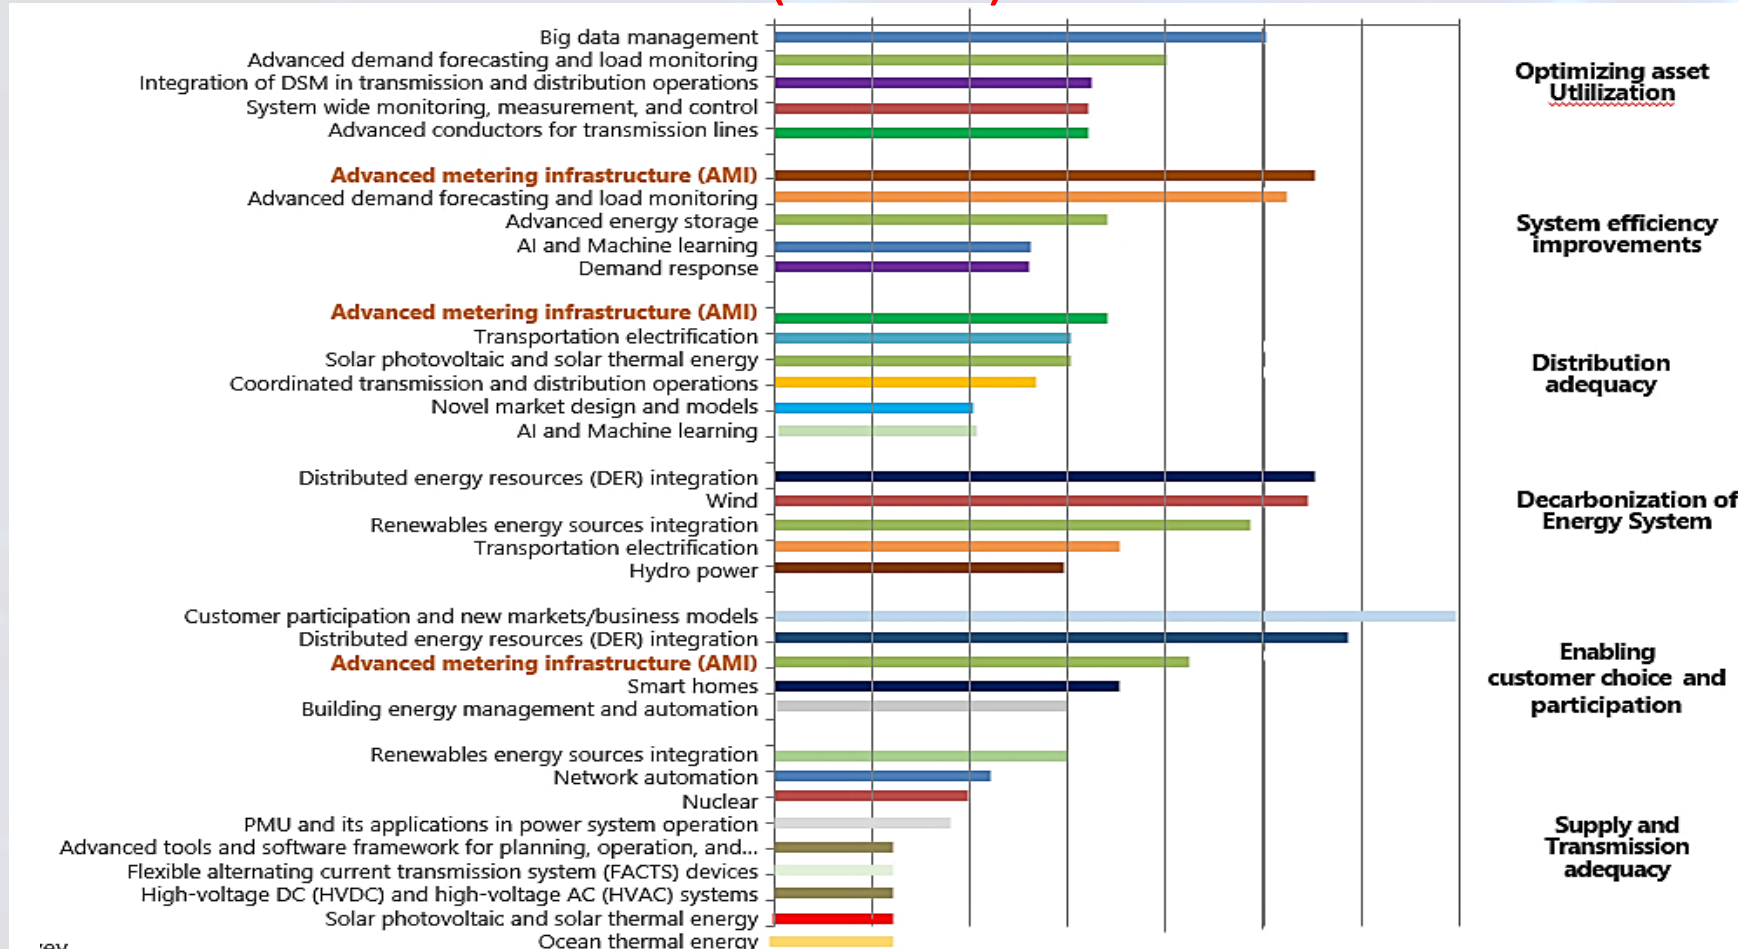 Big data management
Advanced demand forecasting and load monitoring
Integration of DSM in transmission and distribution operations
System wide monitoring, measurement, and control
Advanced conductors for transmission lines
Optimizing asset
Utlilization
Advanced metering infrastructure (AMI)
Advanced demand forecasting and load monitoring
Advanced energy storage
AI and Machine learning
Demand response
System efficiency
improvements
Advanced metering infrastructure (AMI)
Transportation electrification
Solar photovoltaic and solar thermal energy
Coordinated transmission and distribution operations
Novel market design and models
AI and Machine learning
Distribution
adequacy
Distributed energy resources (DER) integration
Wind
Renewables energy sources integration
Transportation electrification
Hydro power
Decarbonization of
Energy System
Customer participation and new markets/business models
Distributed energy resources (DER) integration
Advanced metering infrastructure (AMI)
Smart homes
Building energy management and automation
Enabling
customer choice and
participation
Renewables energy sources integration
Network automation
Nuclear
PMU and its applications in power system operation
Advanced tools and software framework for planning, operation, and...
Flexible alternating current transmission system (FACTS) devices
High-voltage DC (HVDC) and high-voltage AC (HVAC) systems
Solar photovoltaic and solar thermal energy
Ocean thermal energy
Supply and
Transmission
adequacy